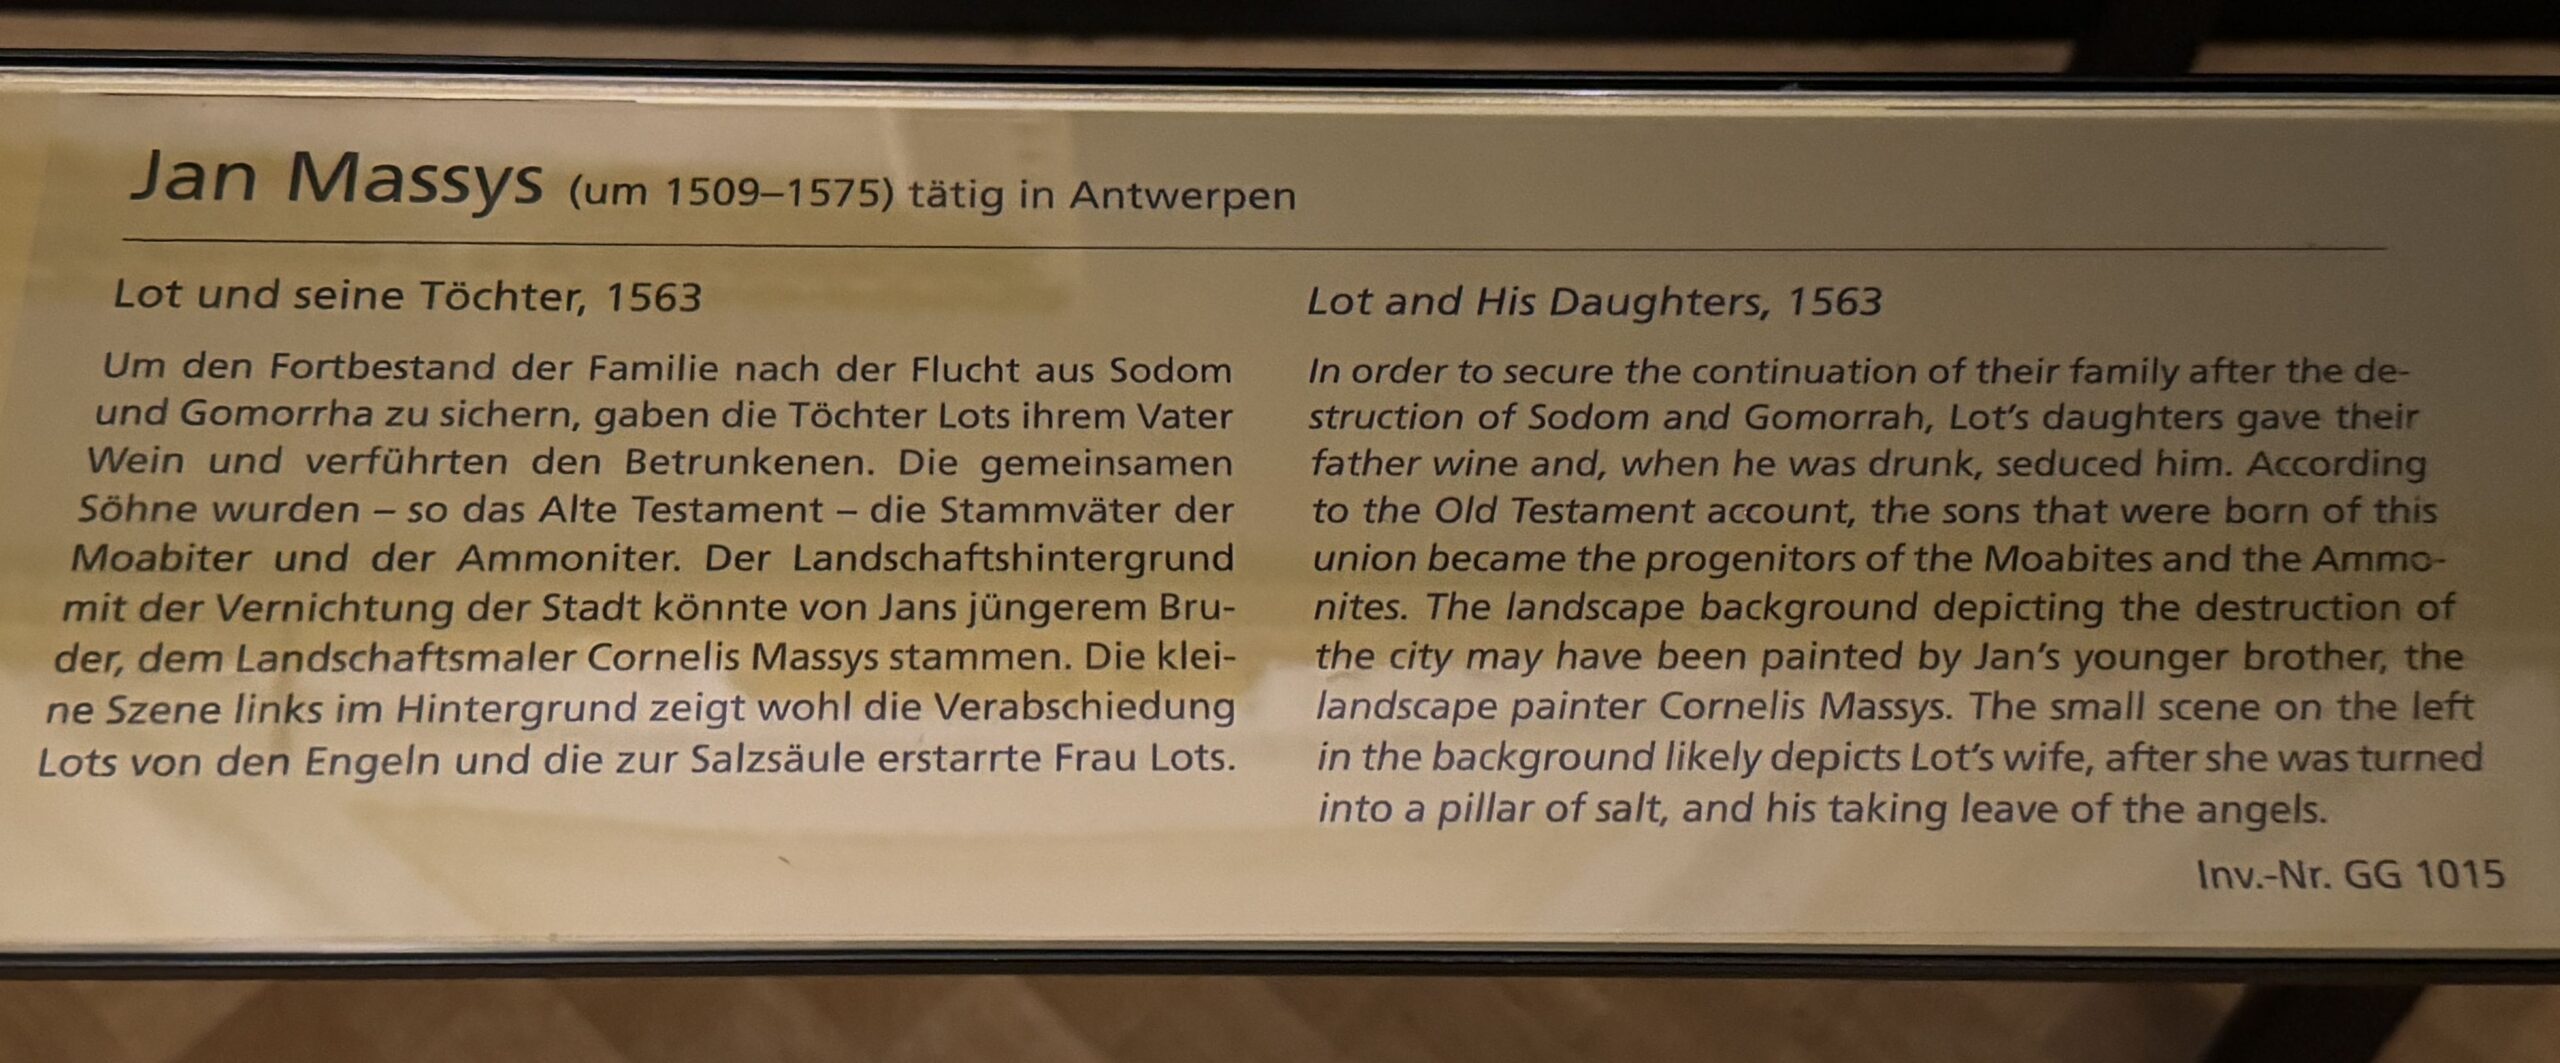 Jan Massys (um 1509–1575) tätig in Antwerpen
Lot und seine Töchter, 1563
Um den Fortbestand der Familie nach der Flucht aus Sodom
und Gomorrha zu sichern, gaben die Töchter Lots ihrem Vater
Wein und verführten den Betrunkenen. Die gemeinsamen
Söhne wurden – so das Alte Testament – die Stammväter der
Moabiter und der Ammoniter. Der Landschaftshintergrund
mit der Vernichtung der Stadt könnte von Jans jüngerem Bru-
der, dem Landschaftsmaler Cornelis Massys stammen. Die klei-
ne Szene links im Hintergrund zeigt wohl die Verabschiedung
Lots von den Engeln und die zur Salzsäule erstarrte Frau Lots.
Lot and His Daughters, 1563
In order to secure the continuation of their family after the de-
struction of Sodom and Gomorrah, Lot's daughters gave their
father wine and, when he was drunk, seduced him. According
to the Old Testament account, the sons that were born of this
union became the progenitors of the Moabites and the Ammo-
nites. The landscape background depicting the destruction of
the city may have been painted by Jan's younger brother, the
landscape painter Cornelis Massys. The small scene on the left
in the background likely depicts Lot's wife, after she was turned
into a pillar of salt, and his taking leave of the angels.
Inv.-Nr. GG 1015